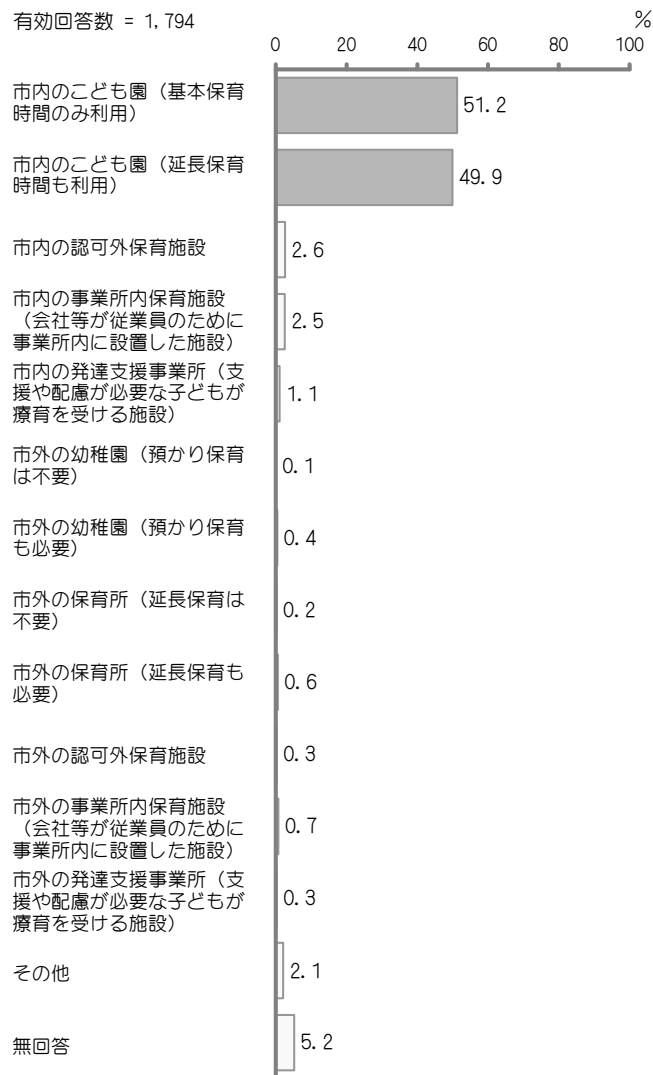 有効回答数 = 1,794
%
0 20 40 60 80 100
市内のこども園（基本保育
時間のみ利用）
51.2
市内のこども園（延長保育
時間も利用）
49.9
市内の認可外保育施設
2.6
市内の事業所内保育施設
（会社等が従業員のために
事業所内に設置した施設）
2.5
市内の発達支援事業所（支
援や配慮が必要な子どもが
療育を受ける施設）
1.1
市外の幼稚園（預かり保育
は不要）
0.1
市外の幼稚園（預かり保育
も必要）
0.4
市外の保育所（延長保育は
不要）
0.2
市外の保育所（延長保育も
必要）
0.6
市外の認可外保育施設
0.3
市外の事業所内保育施設
（会社等が従業員のために
事業所内に設置した施設）
0.7
市外の発達支援事業所（支
援や配慮が必要な子どもが
療育を受ける施設）
0.3
その他
2.1
無回答
5.2